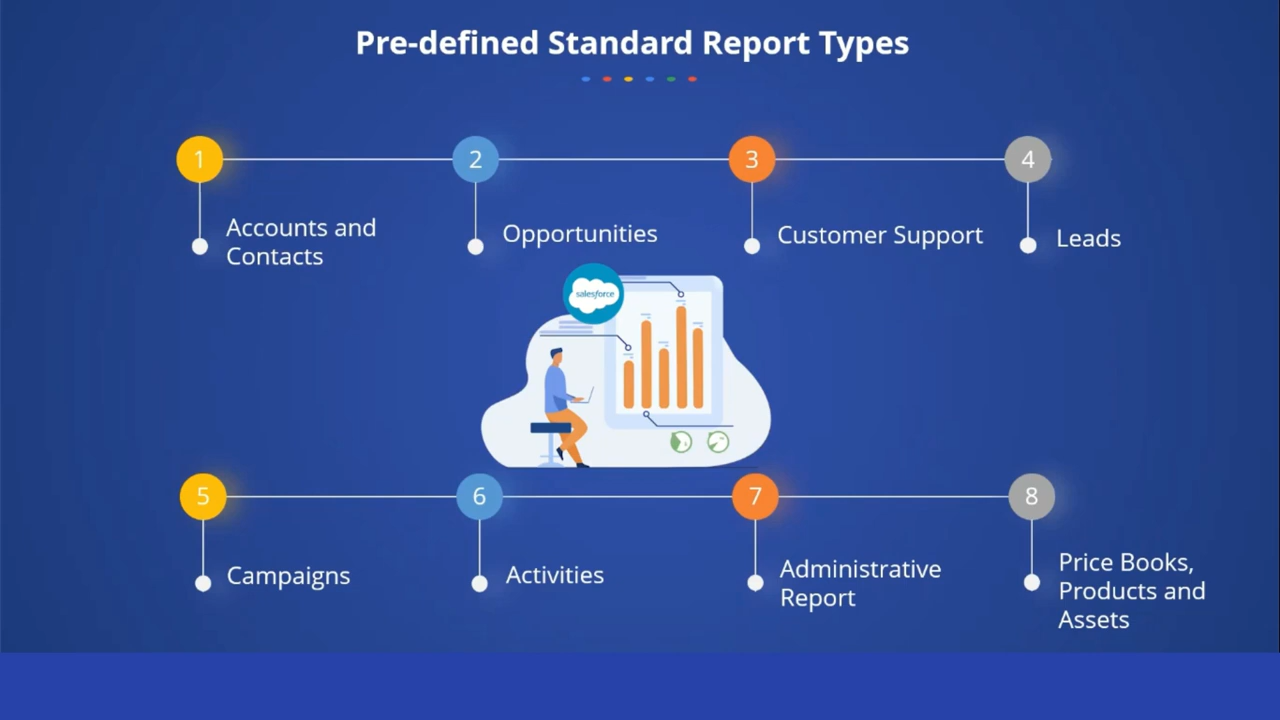 Pre-defined Standard Report Types
1
2
3
4
Accounts and
Contacts
Opportunities
Customer Support
Leads
salesforce
5
6
7
8
Campaigns
Activities
Administrative
Report
Price Books,
Products and
Assets